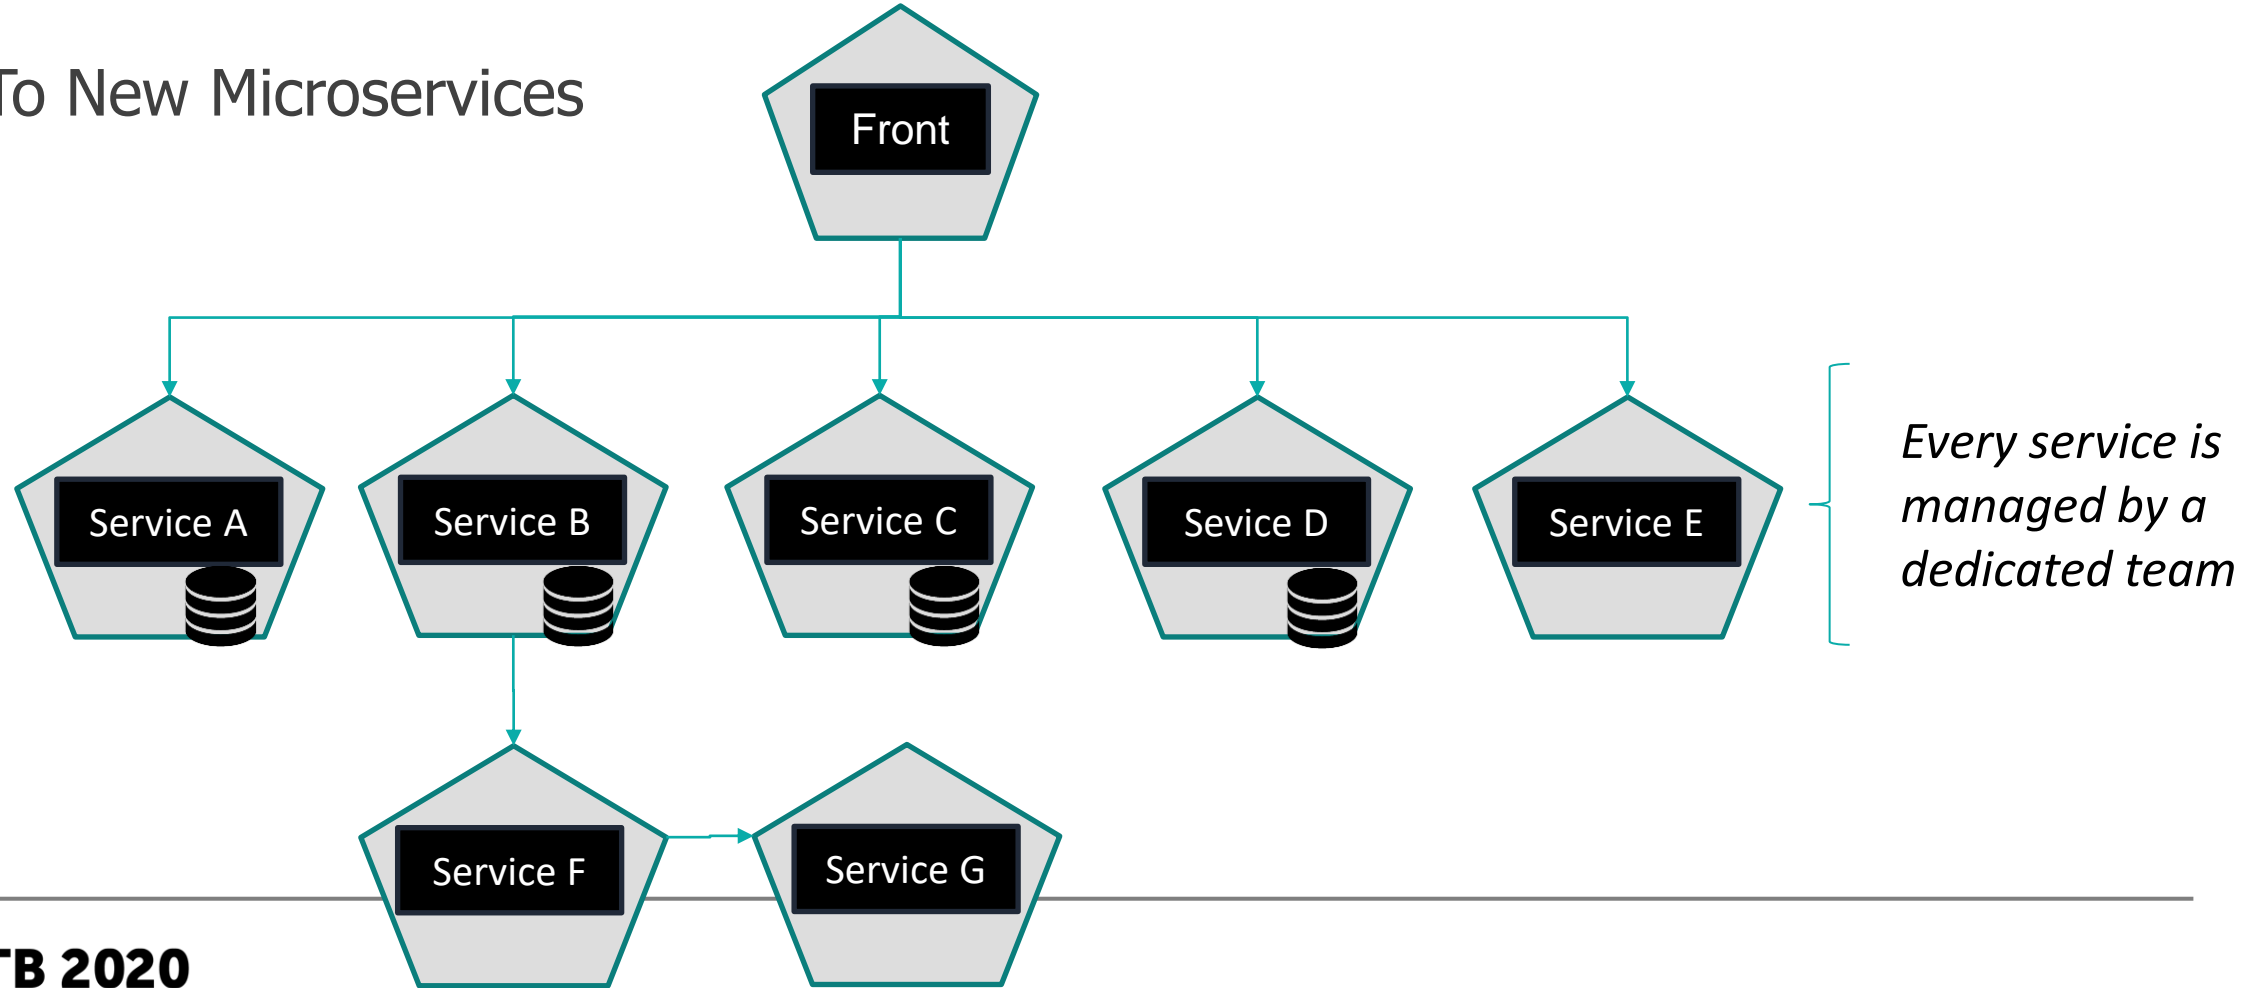 To New Microservices
Front
Service A
Service B
Service C
Sevice D
Service E
Every service is
managed by a
dedicated team
Service F
Service G
TB 2020